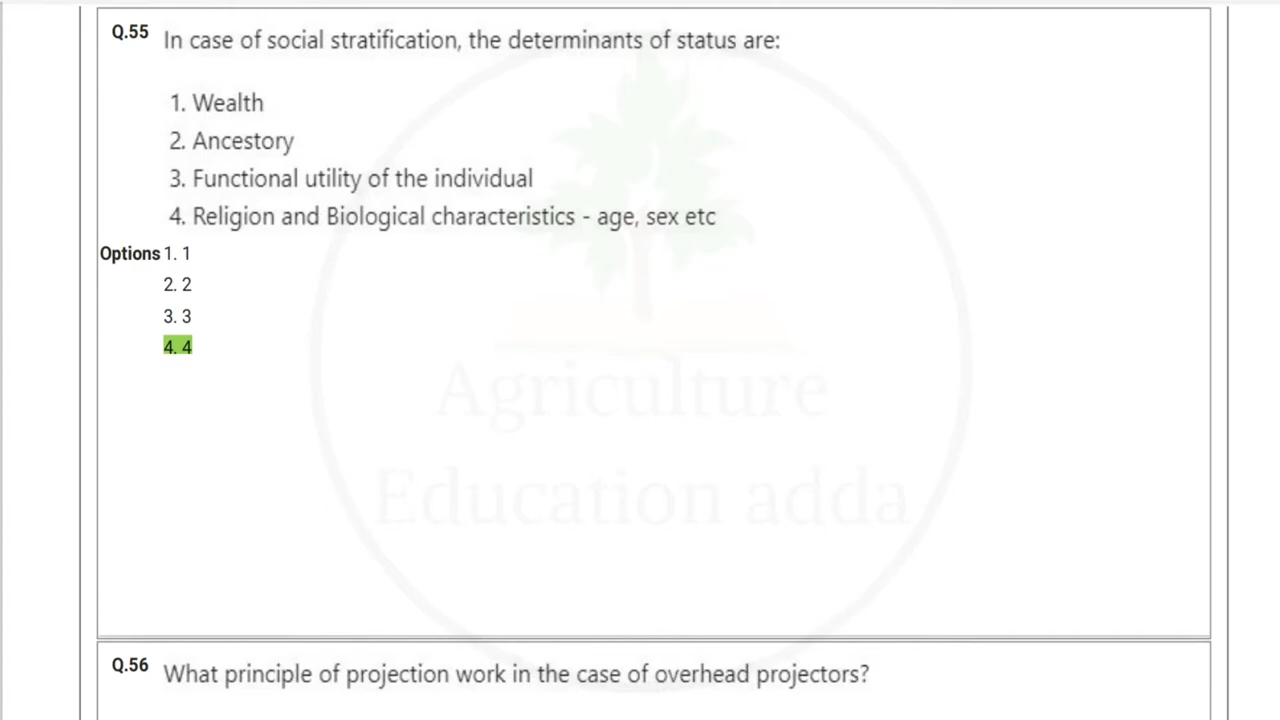 Q.55 In case of social stratification, the determinants of status are:
1. Wealth
2. Ancestory
3. Functional utility of the individual
4. Religion and Biological characteristics - age, sex etc
Options 1. 1
2. 2
3. 3
4. 4
Agriculture
Education adda
Q.56 What principle of projection work in the case of overhead projectors?